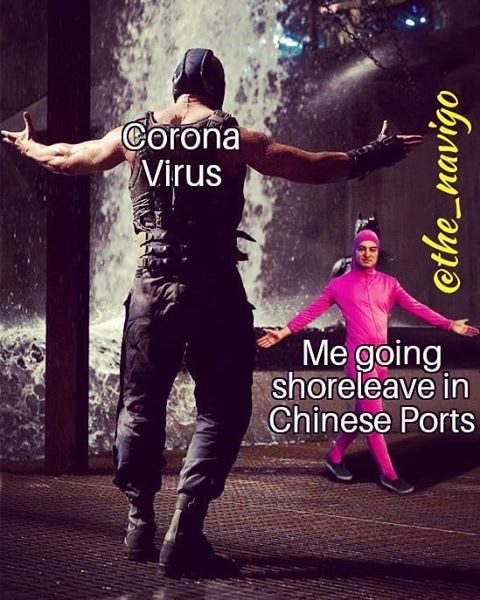 Corona
Virus
@the_navigo
Me going
shoreleave in
Chinese Ports